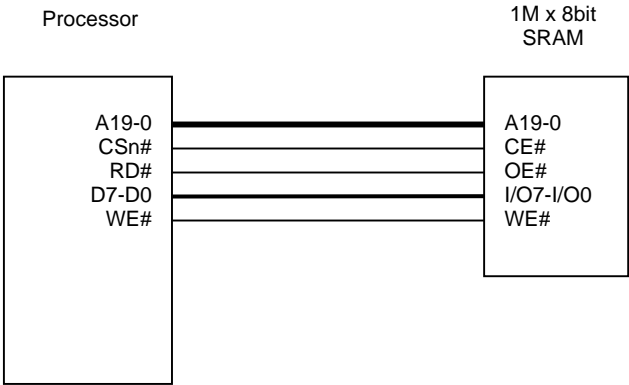 Processor
1M x 8bit
SRAM
A19-0
CSn#
RD#
D7-D0
WE#
A19-0
CE#
OE#
I/O7-I/O0
WE#